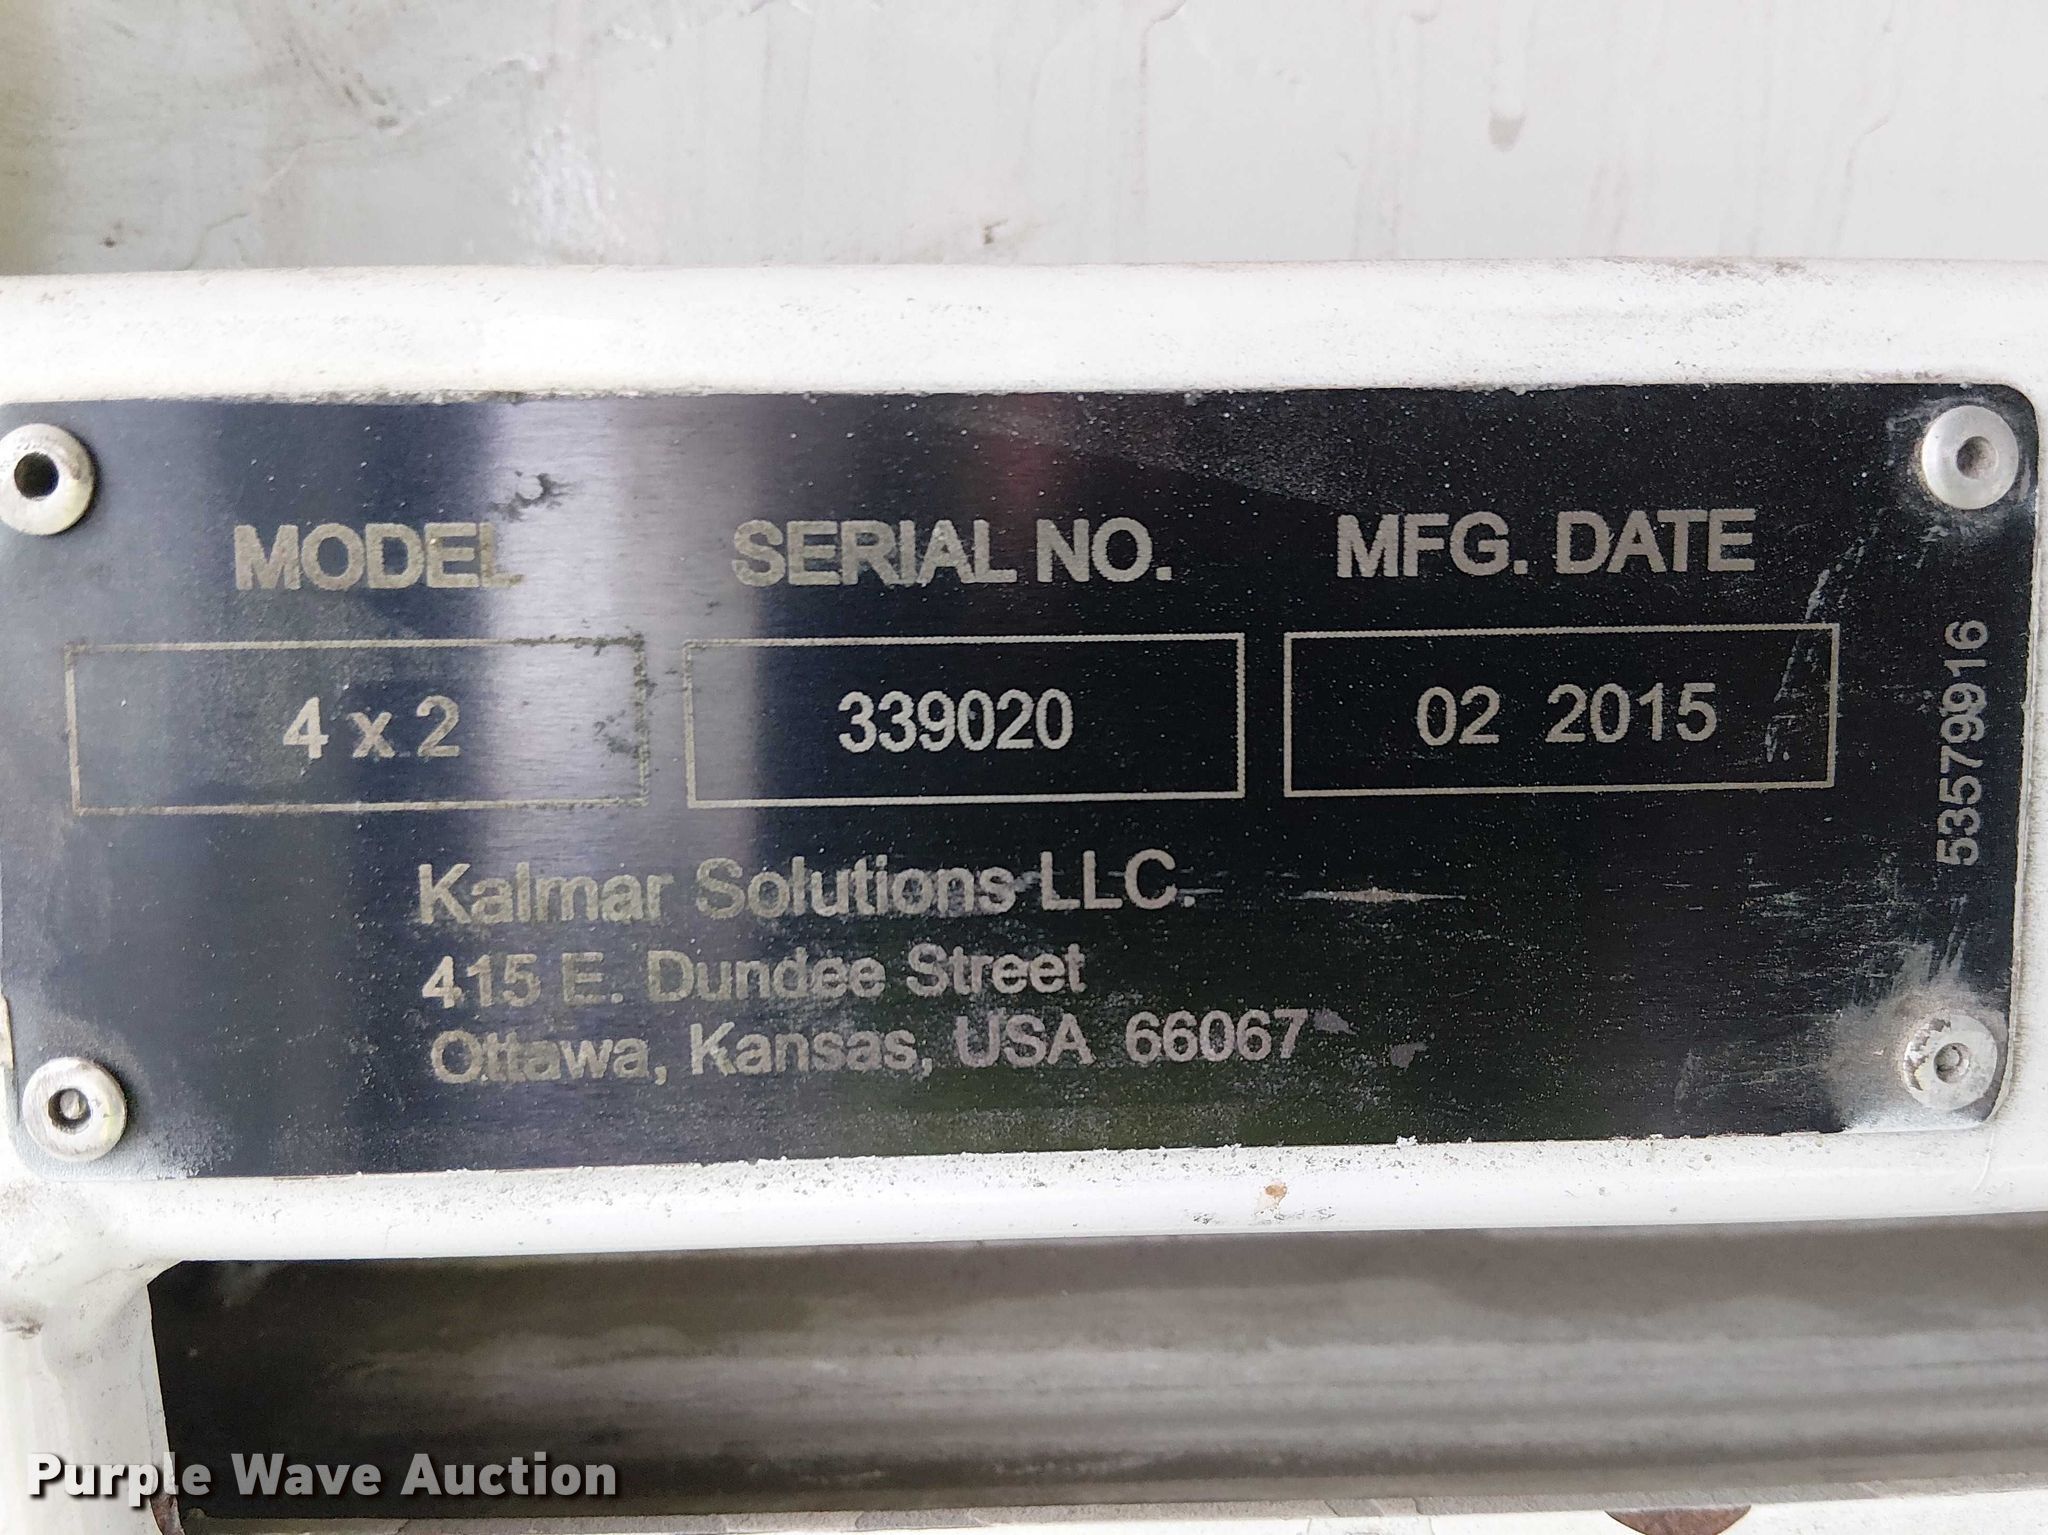 MODEL SERIAL NO. MFG. DATE
4 x 2 339020 02 2015
53579916
Kalmar Solutions LLC.
415 E. Dundee Street
Ottawa, Kansas, USA 66067
Purple Wave Auction